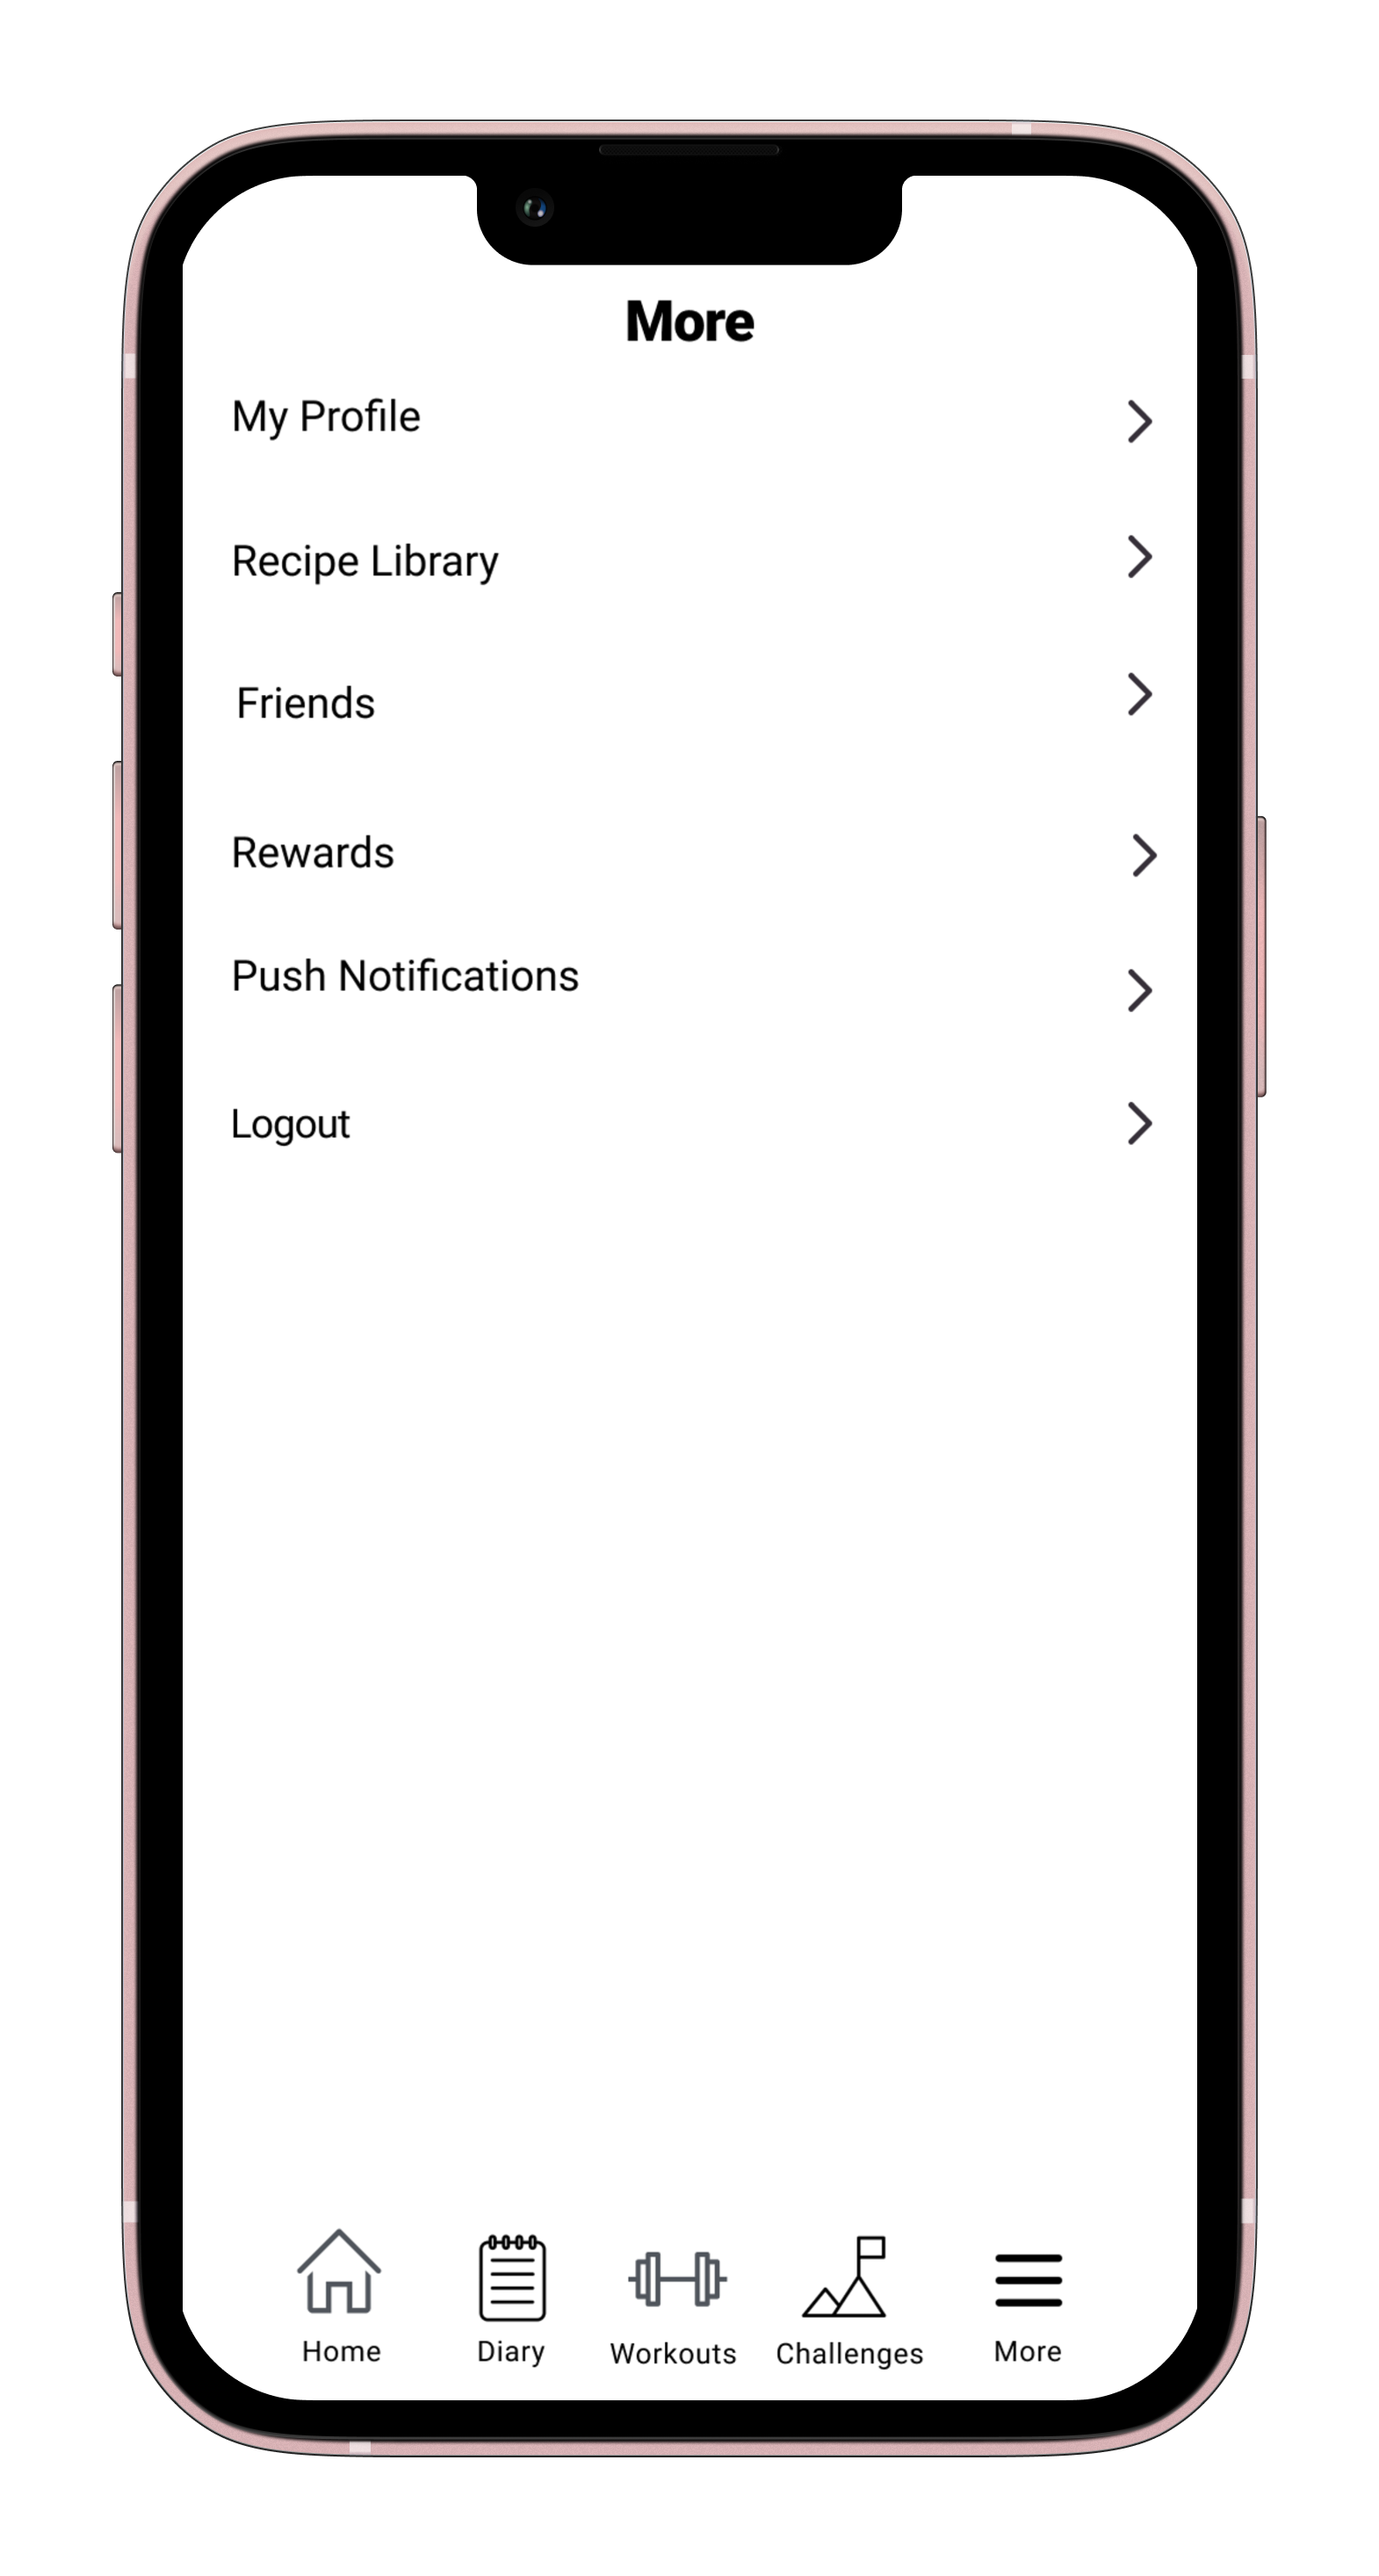 More
My Profile
Recipe Library
Friends
Rewards
Push Notifications
Logout
Home Diary Workouts Challenges More